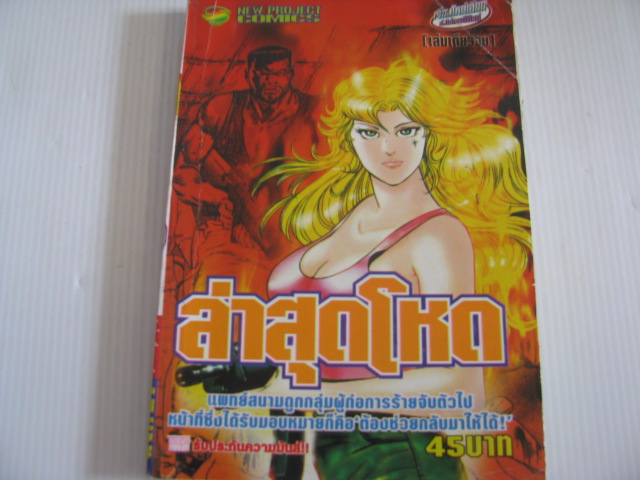 NEW PROJECT
COMICS
[เล่มเดียวจบ]
ล่าสุดโหด
แพทย์สนามถูกกลุ่มผู้ก่อการร้ายจับตัวไป
หน้าที่ซึ่งได้รับมอบหมายก็คือ'ต้องช่วยกลับมาให้ได้!'
รับประกันความมันส์!!
45บาท